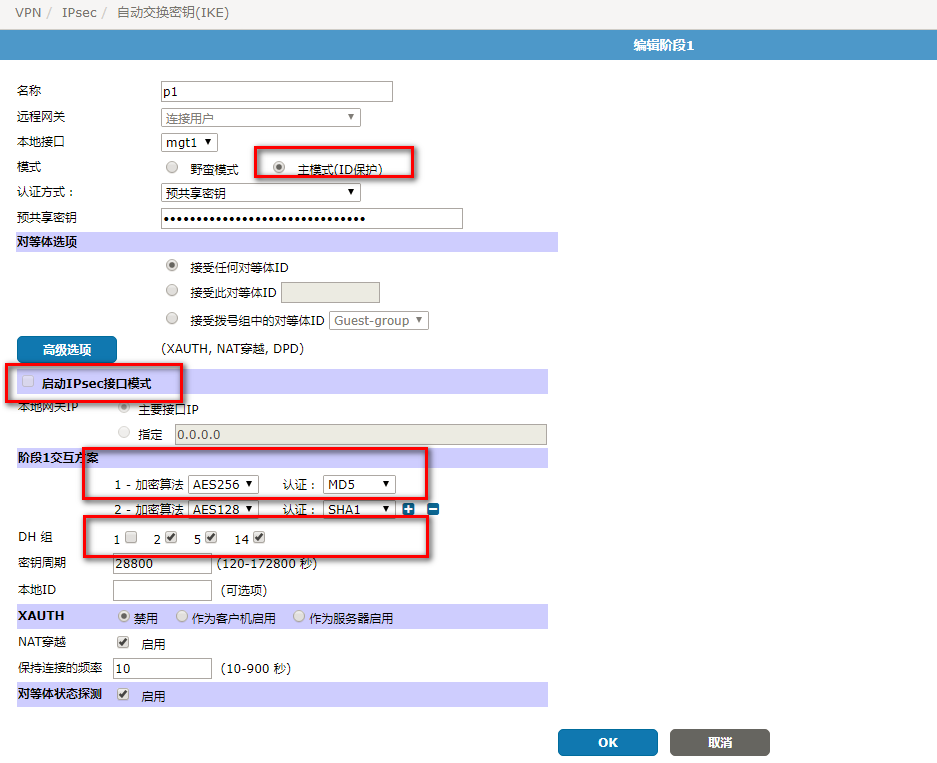 VPN / IPsec / 自动交换密钥(IKE)
编辑阶段1
名称 p1
远程网关 连接用户
本地接口 mgt1
模式 野蛮模式 主模式(ID保护)
认证方式： 预共享密钥
预共享密钥 •••••••••••••••••••••••••••••••
对等体选项
接受任何对等体ID
接受此对等体ID
接受拨号组中的对等体ID Guest-group
高级选项 (XAUTH, NAT穿越, DPD)
启动IPsec接口模式
本地网关IP 主要接口IP
指定 0.0.0.0
阶段1交互方案
1 - 加密算法 AES256 认证： MD5
2 - 加密算法 AES128 认证： SHA1
DH 组 1 2 5 14
密钥周期 28800 (120-172800 秒)
本地ID (可选项)
XAUTH 禁用 作为客户机启用 作为服务器启用
NAT穿越 启用
保持连接的频率 10 (10-900 秒)
对等体状态探测 启用
OK 取消